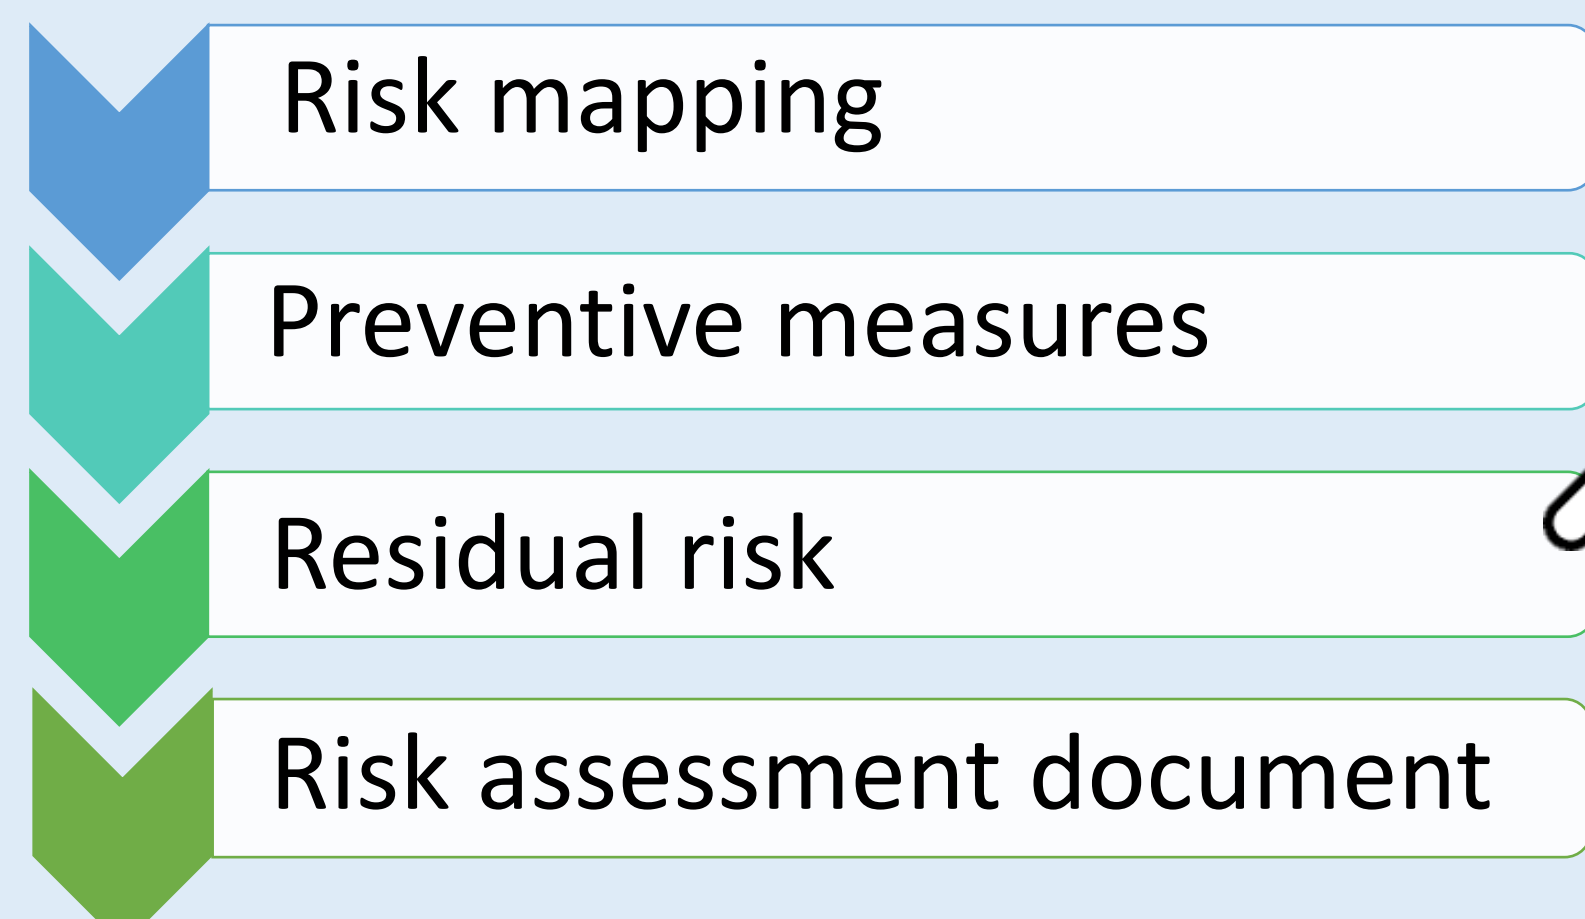 Risk mapping
Preventive measures
Residual risk
Risk assessment document